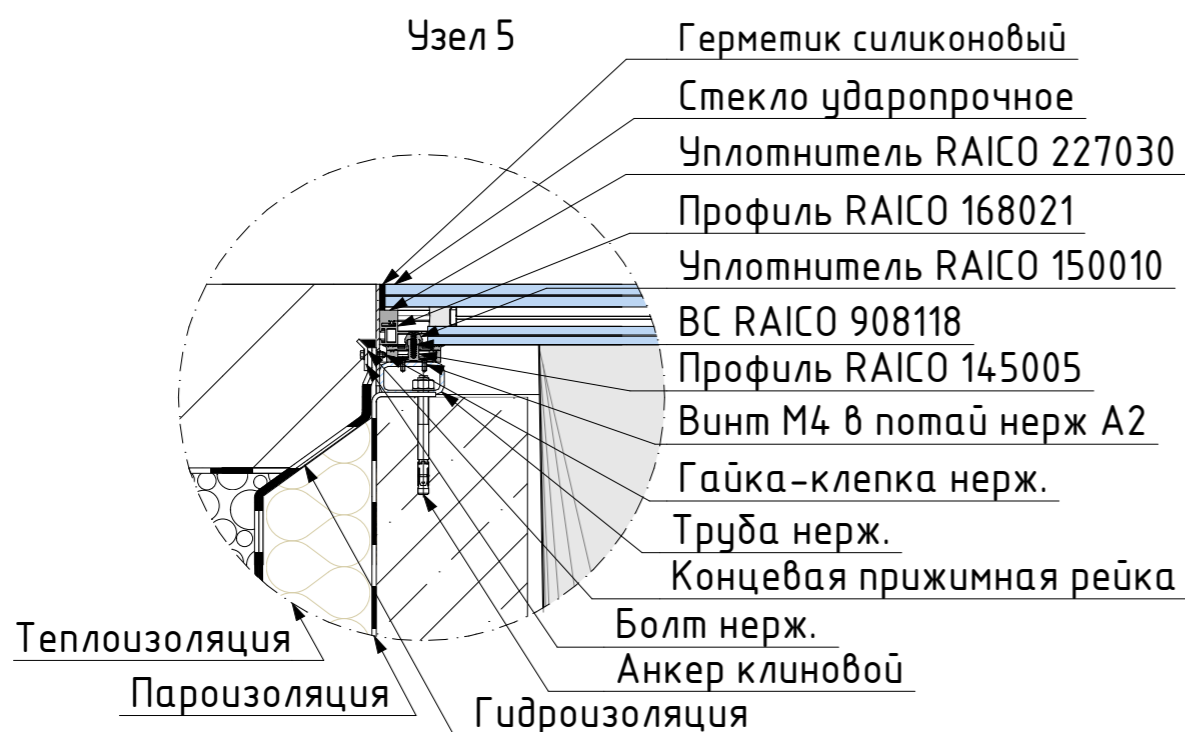 Узел 5
Герметик силиконовый
Стекло ударопрочное
Уплотнитель RAICO 227030
Профиль RAICO 168021
Уплотнитель RAICO 150010
ВС RAICO 908118
Профиль RAICO 145005
Винт М4 в потай нерж А2
Гайка-клепка нерж.
Труба нерж.
Концевая прижимная рейка
Болт нерж.
Анкер клиновой
Теплоизоляция
Пароизоляция
Гидроизоляция